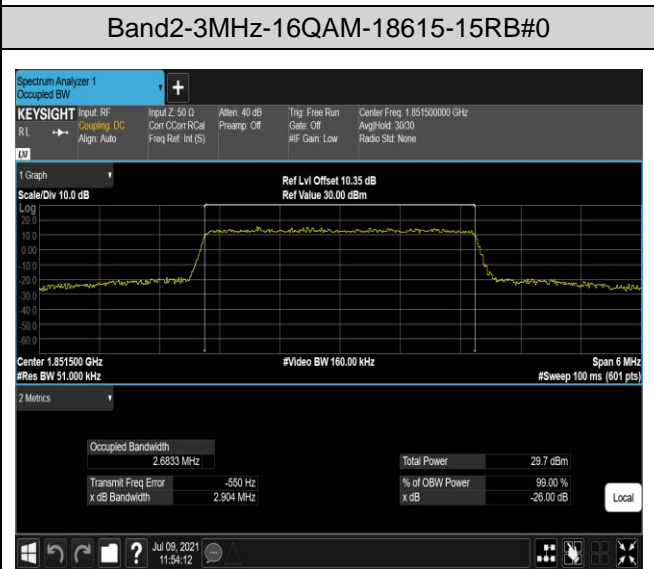 Band2-3MHz-16QAM-18615-15RB#0
Spectrum Analyzer 1
Occupied BW
+
KEYSIGHT Input: RF Input Z: 50 Ω Atten: 40 dB Trig: Free Run Center Freq: 1.851500000 GHz
RL Coupling: DC Corr CCorr RCal Preamp: Off Gate: Off Avg|Hold: 30/30
Align: Auto Freq Ref: Int (S) #IF Gain: Low Radio Std: None
LXI
1 Graph
Ref Lvl Offset 10.35 dB
Scale/Div 10.0 dB Ref Value 30.00 dBm
Log
20.0
10.0
0.00
-10.0
-20.0
-30.0
-40.0
-50.0
-60.0
Center 1.851500 GHz #Video BW 160.00 kHz Span 6 MHz
#Res BW 51.000 kHz #Sweep 100 ms (601 pts)
2 Metrics
Occupied Bandwidth
2.6833 MHz Total Power 29.7 dBm
Transmit Freq Error -550 Hz % of OBW Power 99.00 %
x dB Bandwidth 2.904 MHz x dB -26.00 dB
Local
? Jul 09, 2021
11:54:12